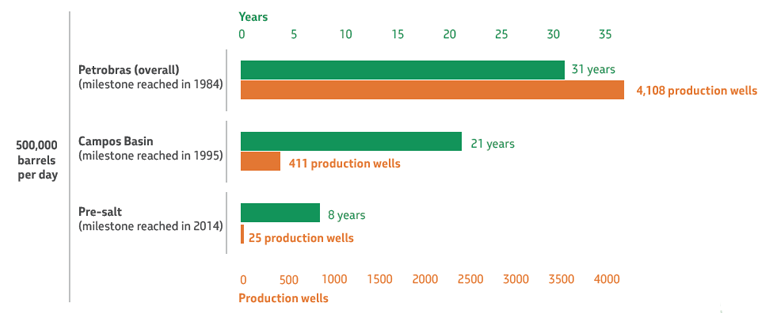 Years
0 5 10 15 20 25 30 35
Petrobras (overall)
(milestone reached in 1984)
31 years
4,108 production wells
500,000
barrels
per day
Campos Basin
(milestone reached in 1995)
21 years
411 production wells
Pre-salt
(milestone reached in 2014)
8 years
25 production wells
0 500 1000 1500 2000 2500 3000 3500 4000
Production wells